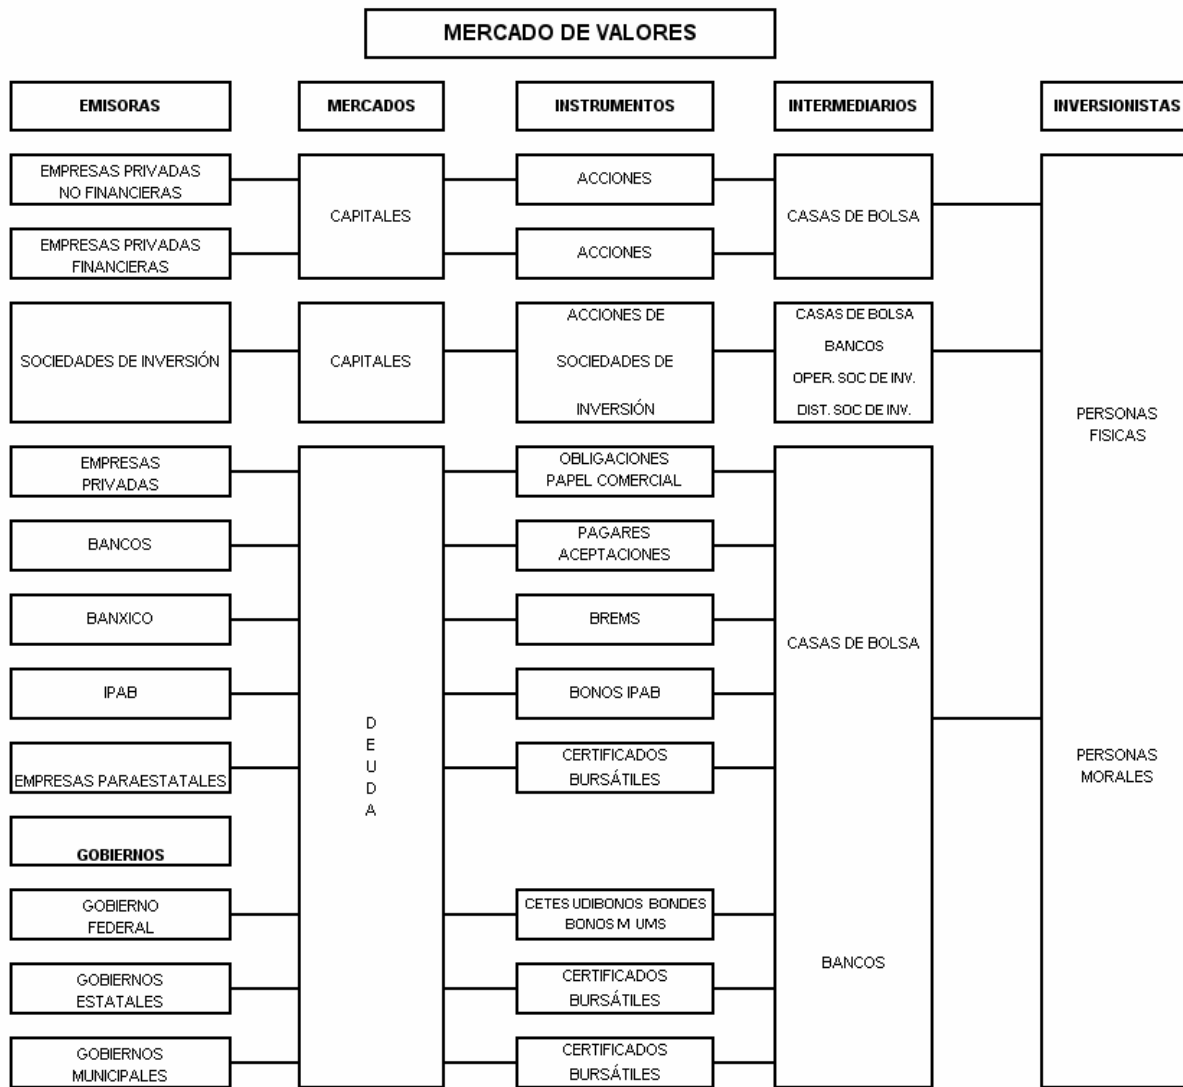 MERCADO DE VALORES
EMISORAS
MERCADOS
INSTRUMENTOS
INTERMEDIARIOS
INVERSIONISTAS
EMPRESAS PRIVADAS
NO FINANCIERAS
CAPITALES
ACCIONES
CASAS DE BOLSA
EMPRESAS PRIVADAS
FINANCIERAS
ACCIONES
SOCIEDADES DE INVERSIÓN
CAPITALES
ACCIONES DE
SOCIEDADES DE
INVERSIÓN
CASAS DE BOLSA
BANCOS
OPER. SOC DE INV.
DIST. SOC DE INV.
PERSONAS
FISICAS
EMPRESAS
PRIVADAS
OBLIGACIONES
PAPEL COMERCIAL
BANCOS
PAGARES
ACEPTACIONES
BANXICO
BREMS
CASAS DE BOLSA
IPAB
BONOS IPAB
D
E
U
D
A
EMPRESAS PARAESTATALES
CERTIFICADOS
BURSÁTILES
PERSONAS
MORALES
GOBIERNOS
GOBIERNO
FEDERAL
CETES UDIBONOS BONDES
BONOS M UMS
GOBIERNOS
ESTATALES
CERTIFICADOS
BURSÁTILES
BANCOS
GOBIERNOS
MUNICIPALES
CERTIFICADOS
BURSÁTILES